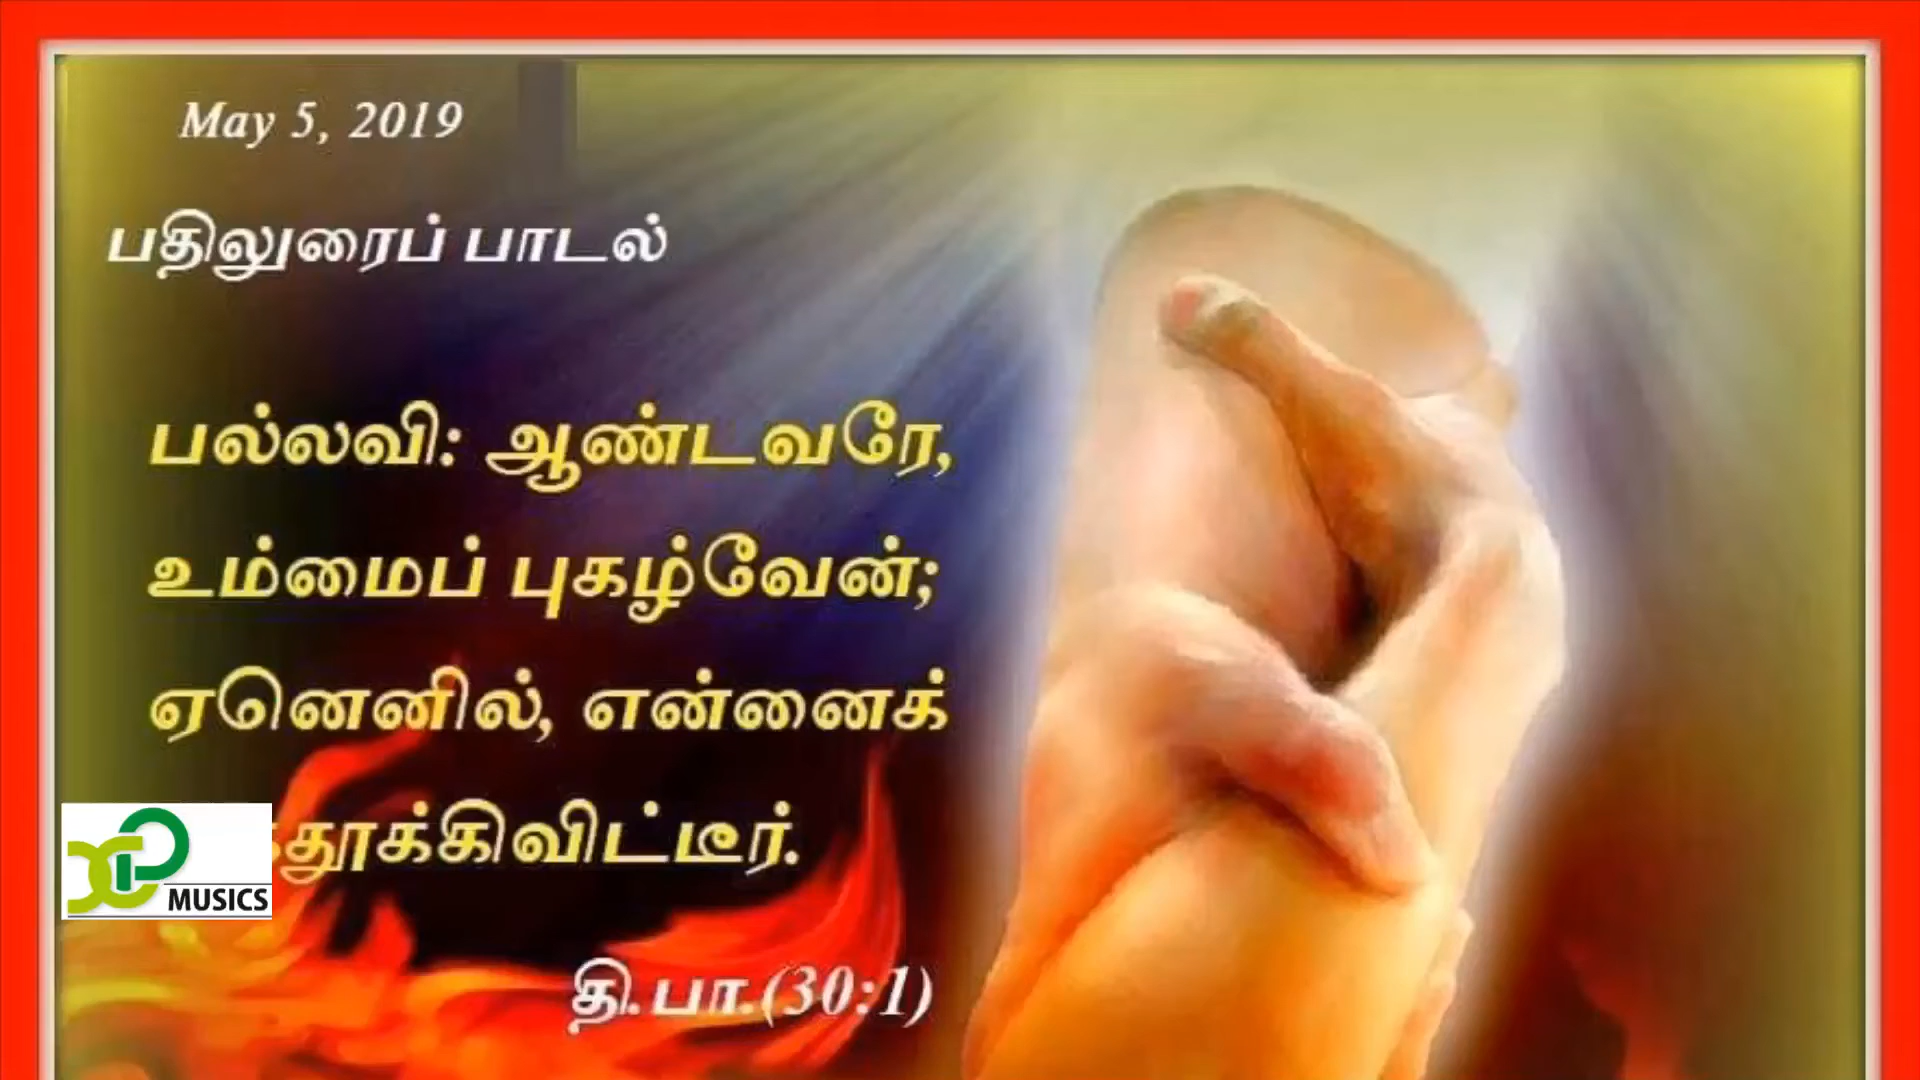 May 5, 2019
பதிலுரைப் பாடல்
பல்லவி: ஆண்டவரே,
உம்மைப் புகழ்வேன்;
ஏனெனில், என்னைக்
தூக்கிவிட்டீர்.
MUSICS
தி.பா.(30:1)